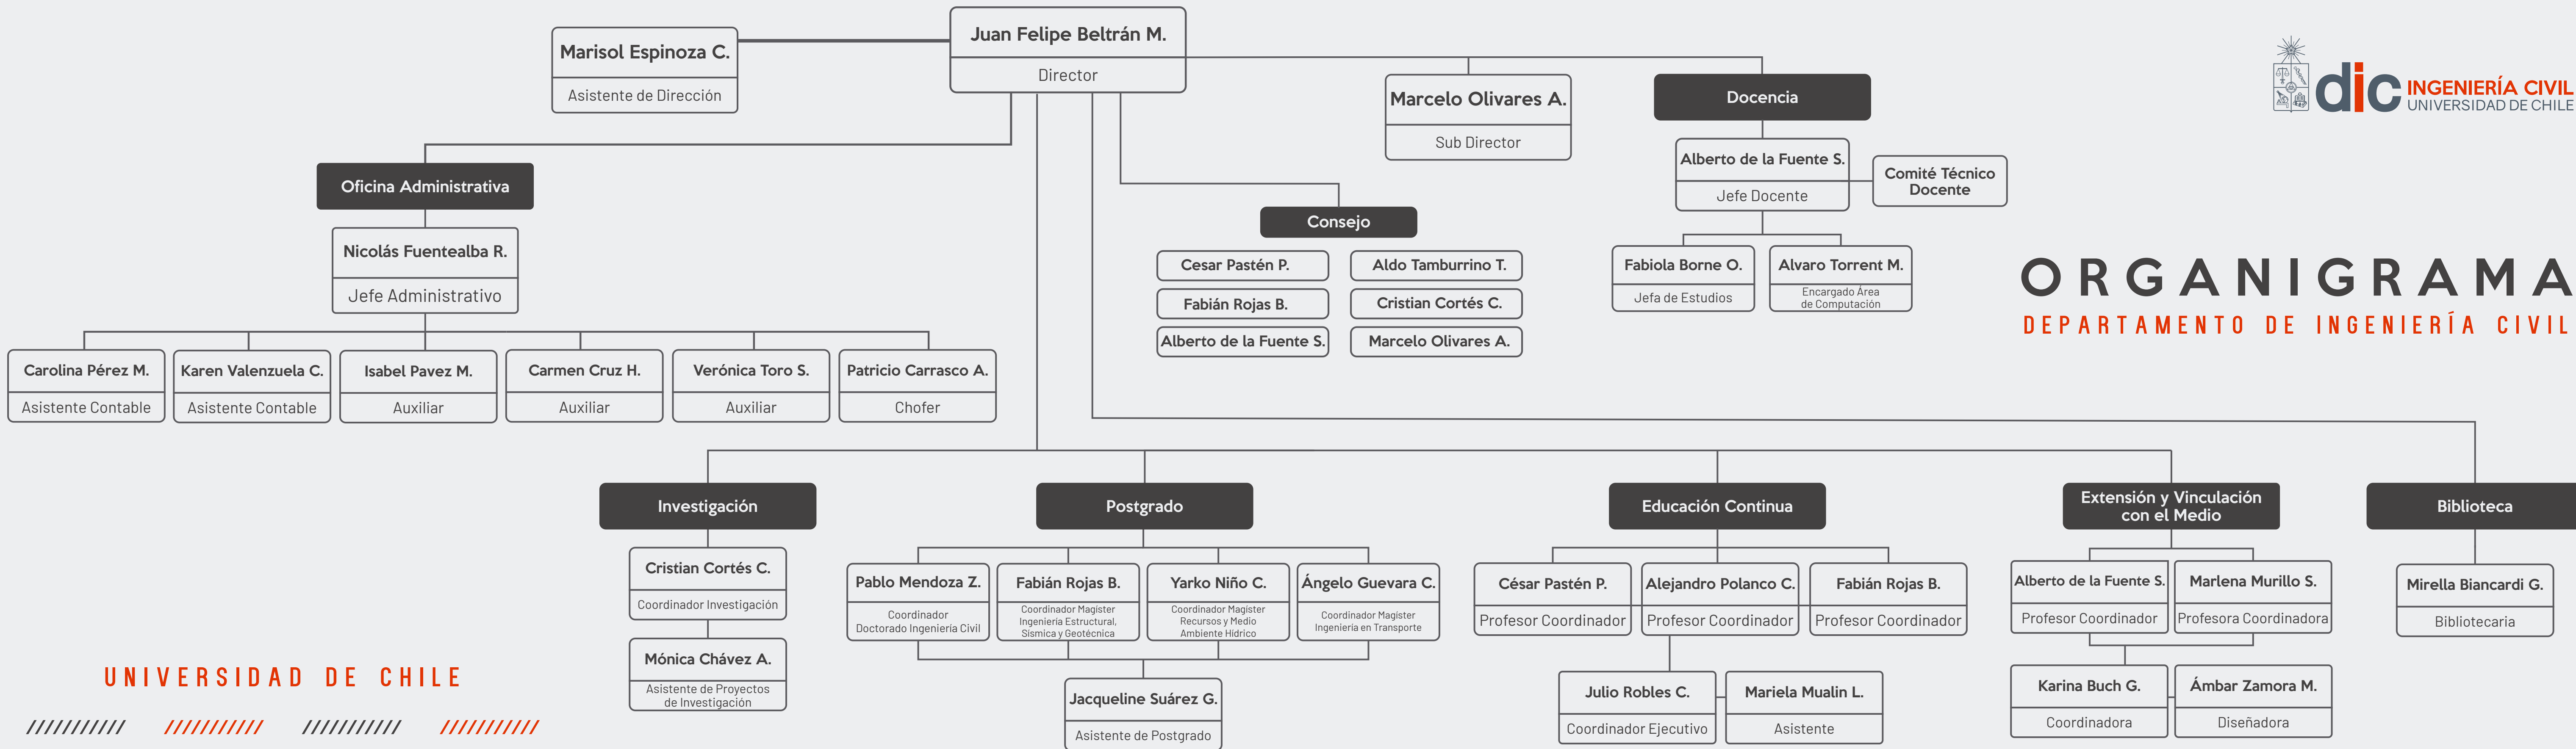 Juan Felipe Beltrán M.
Director
Marisol Espinoza C.
Asistente de Dirección
Marcelo Olivares A.
Sub Director
Docencia
Alberto de la Fuente S.
Jefe Docente
Comité Técnico
Docente
Fabiola Borne O.
Jefa de Estudios
Alvaro Torrent M.
Encargado Área
de Computación
dic
INGENIERÍA CIVIL
UNIVERSIDAD DE CHILE
ORGANIGRAMA
DEPARTAMENTO DE INGENIERÍA CIVIL
Oficina Administrativa
Nicolás Fuentealba R.
Jefe Administrativo
Carolina Pérez M.
Asistente Contable
Karen Valenzuela C.
Asistente Contable
Isabel Pavez M.
Auxiliar
Carmen Cruz H.
Auxiliar
Verónica Toro S.
Auxiliar
Patricio Carrasco A.
Chofer
Consejo
Cesar Pastén P.
Aldo Tamburrino T.
Fabián Rojas B.
Cristian Cortés C.
Alberto de la Fuente S.
Marcelo Olivares A.
Investigación
Cristian Cortés C.
Coordinador Investigación
Mónica Chávez A.
Asistente de Proyectos
de Investigación
Postgrado
Pablo Mendoza Z.
Coordinador
Doctorado Ingeniería Civil
Fabián Rojas B.
Coordinador Magíster
Ingeniería Estructural,
Sísmica y Geotécnica
Yarko Niño C.
Coordinador Magíster
Recursos y Medio
Ambiente Hídrico
Ángelo Guevara C.
Coordinador Magíster
Ingeniería en Transporte
Jacqueline Suárez G.
Asistente de Postgrado
Educación Continua
César Pastén P.
Profesor Coordinador
Alejandro Polanco C.
Profesor Coordinador
Fabián Rojas B.
Profesor Coordinador
Julio Robles C.
Coordinador Ejecutivo
Mariela Mualin L.
Asistente
Extensión y Vinculación
con el Medio
Alberto de la Fuente S.
Profesor Coordinador
Marlena Murillo S.
Profesora Coordinadora
Karina Buch G.
Coordinadora
Ámbar Zamora M.
Diseñadora
Biblioteca
Mirella Biancardi G.
Bibliotecaria
UNIVERSIDAD DE CHILE